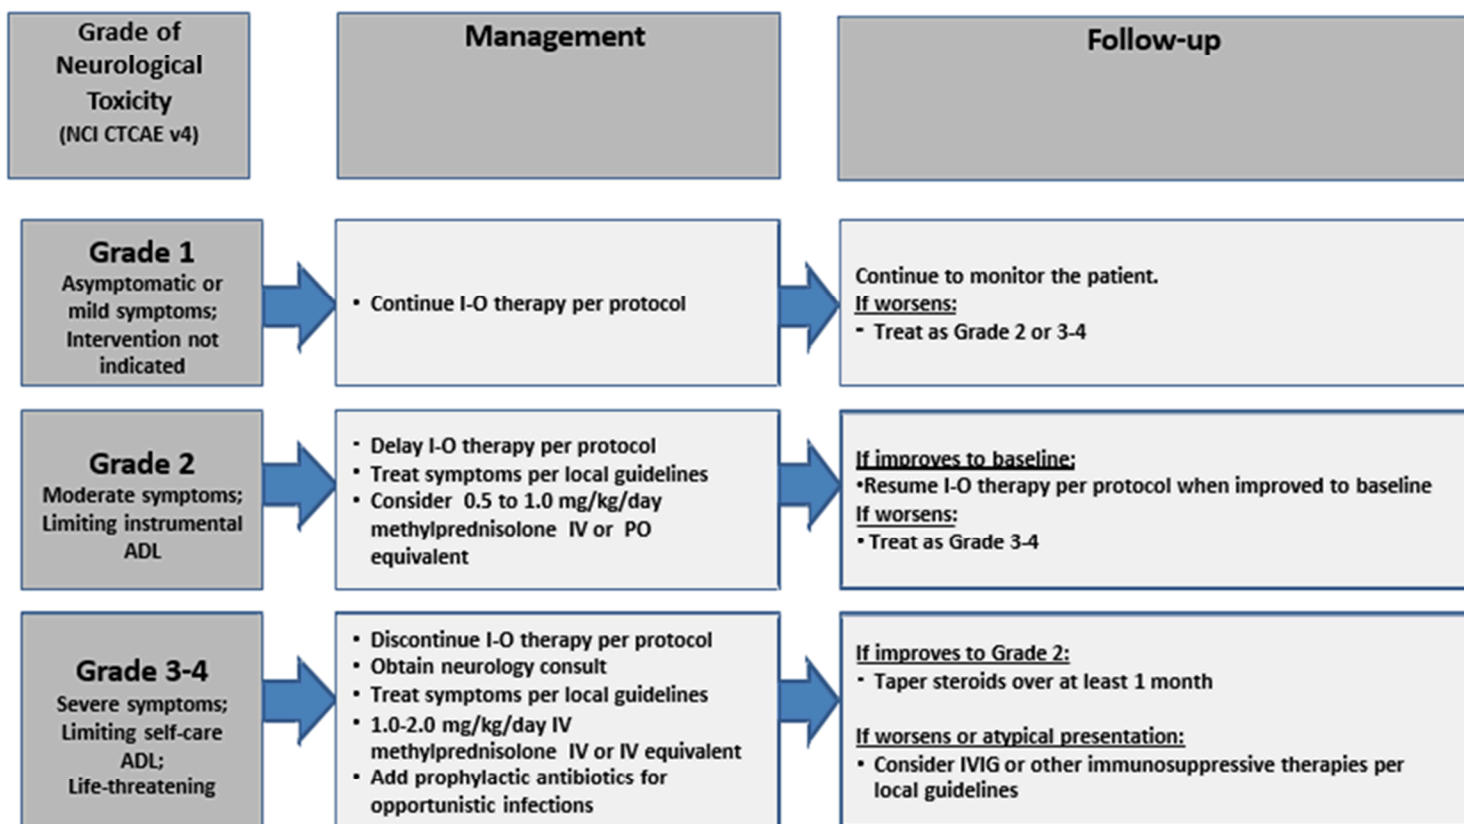 Grade of
Neurological
Toxicity
(NCI CTCAE v4)
Management
Follow-up
Grade 1
Asymptomatic or
mild symptoms;
Intervention not
indicated
▪ Continue I-O therapy per protocol
Continue to monitor the patient.
If worsens:
▪ Treat as Grade 2 or 3-4
Grade 2
Moderate symptoms;
Limiting instrumental
ADL
▪ Delay I-O therapy per protocol
▪ Treat symptoms per local guidelines
▪ Consider 0.5 to 1.0 mg/kg/day
methylprednisolone IV or PO
equivalent
If improves to baseline:
•Resume I-O therapy per protocol when improved to baseline
If worsens:
▪ Treat as Grade 3-4
Grade 3-4
Severe symptoms;
Limiting self-care
ADL;
Life-threatening
▪ Discontinue I-O therapy per protocol
▪ Obtain neurology consult
▪ Treat symptoms per local guidelines
▪ 1.0-2.0 mg/kg/day IV
methylprednisolone IV or IV equivalent
▪ Add prophylactic antibiotics for
opportunistic infections
If improves to Grade 2:
▪ Taper steroids over at least 1 month
If worsens or atypical presentation:
▪ Consider IVIG or other immunosuppressive therapies per
local guidelines